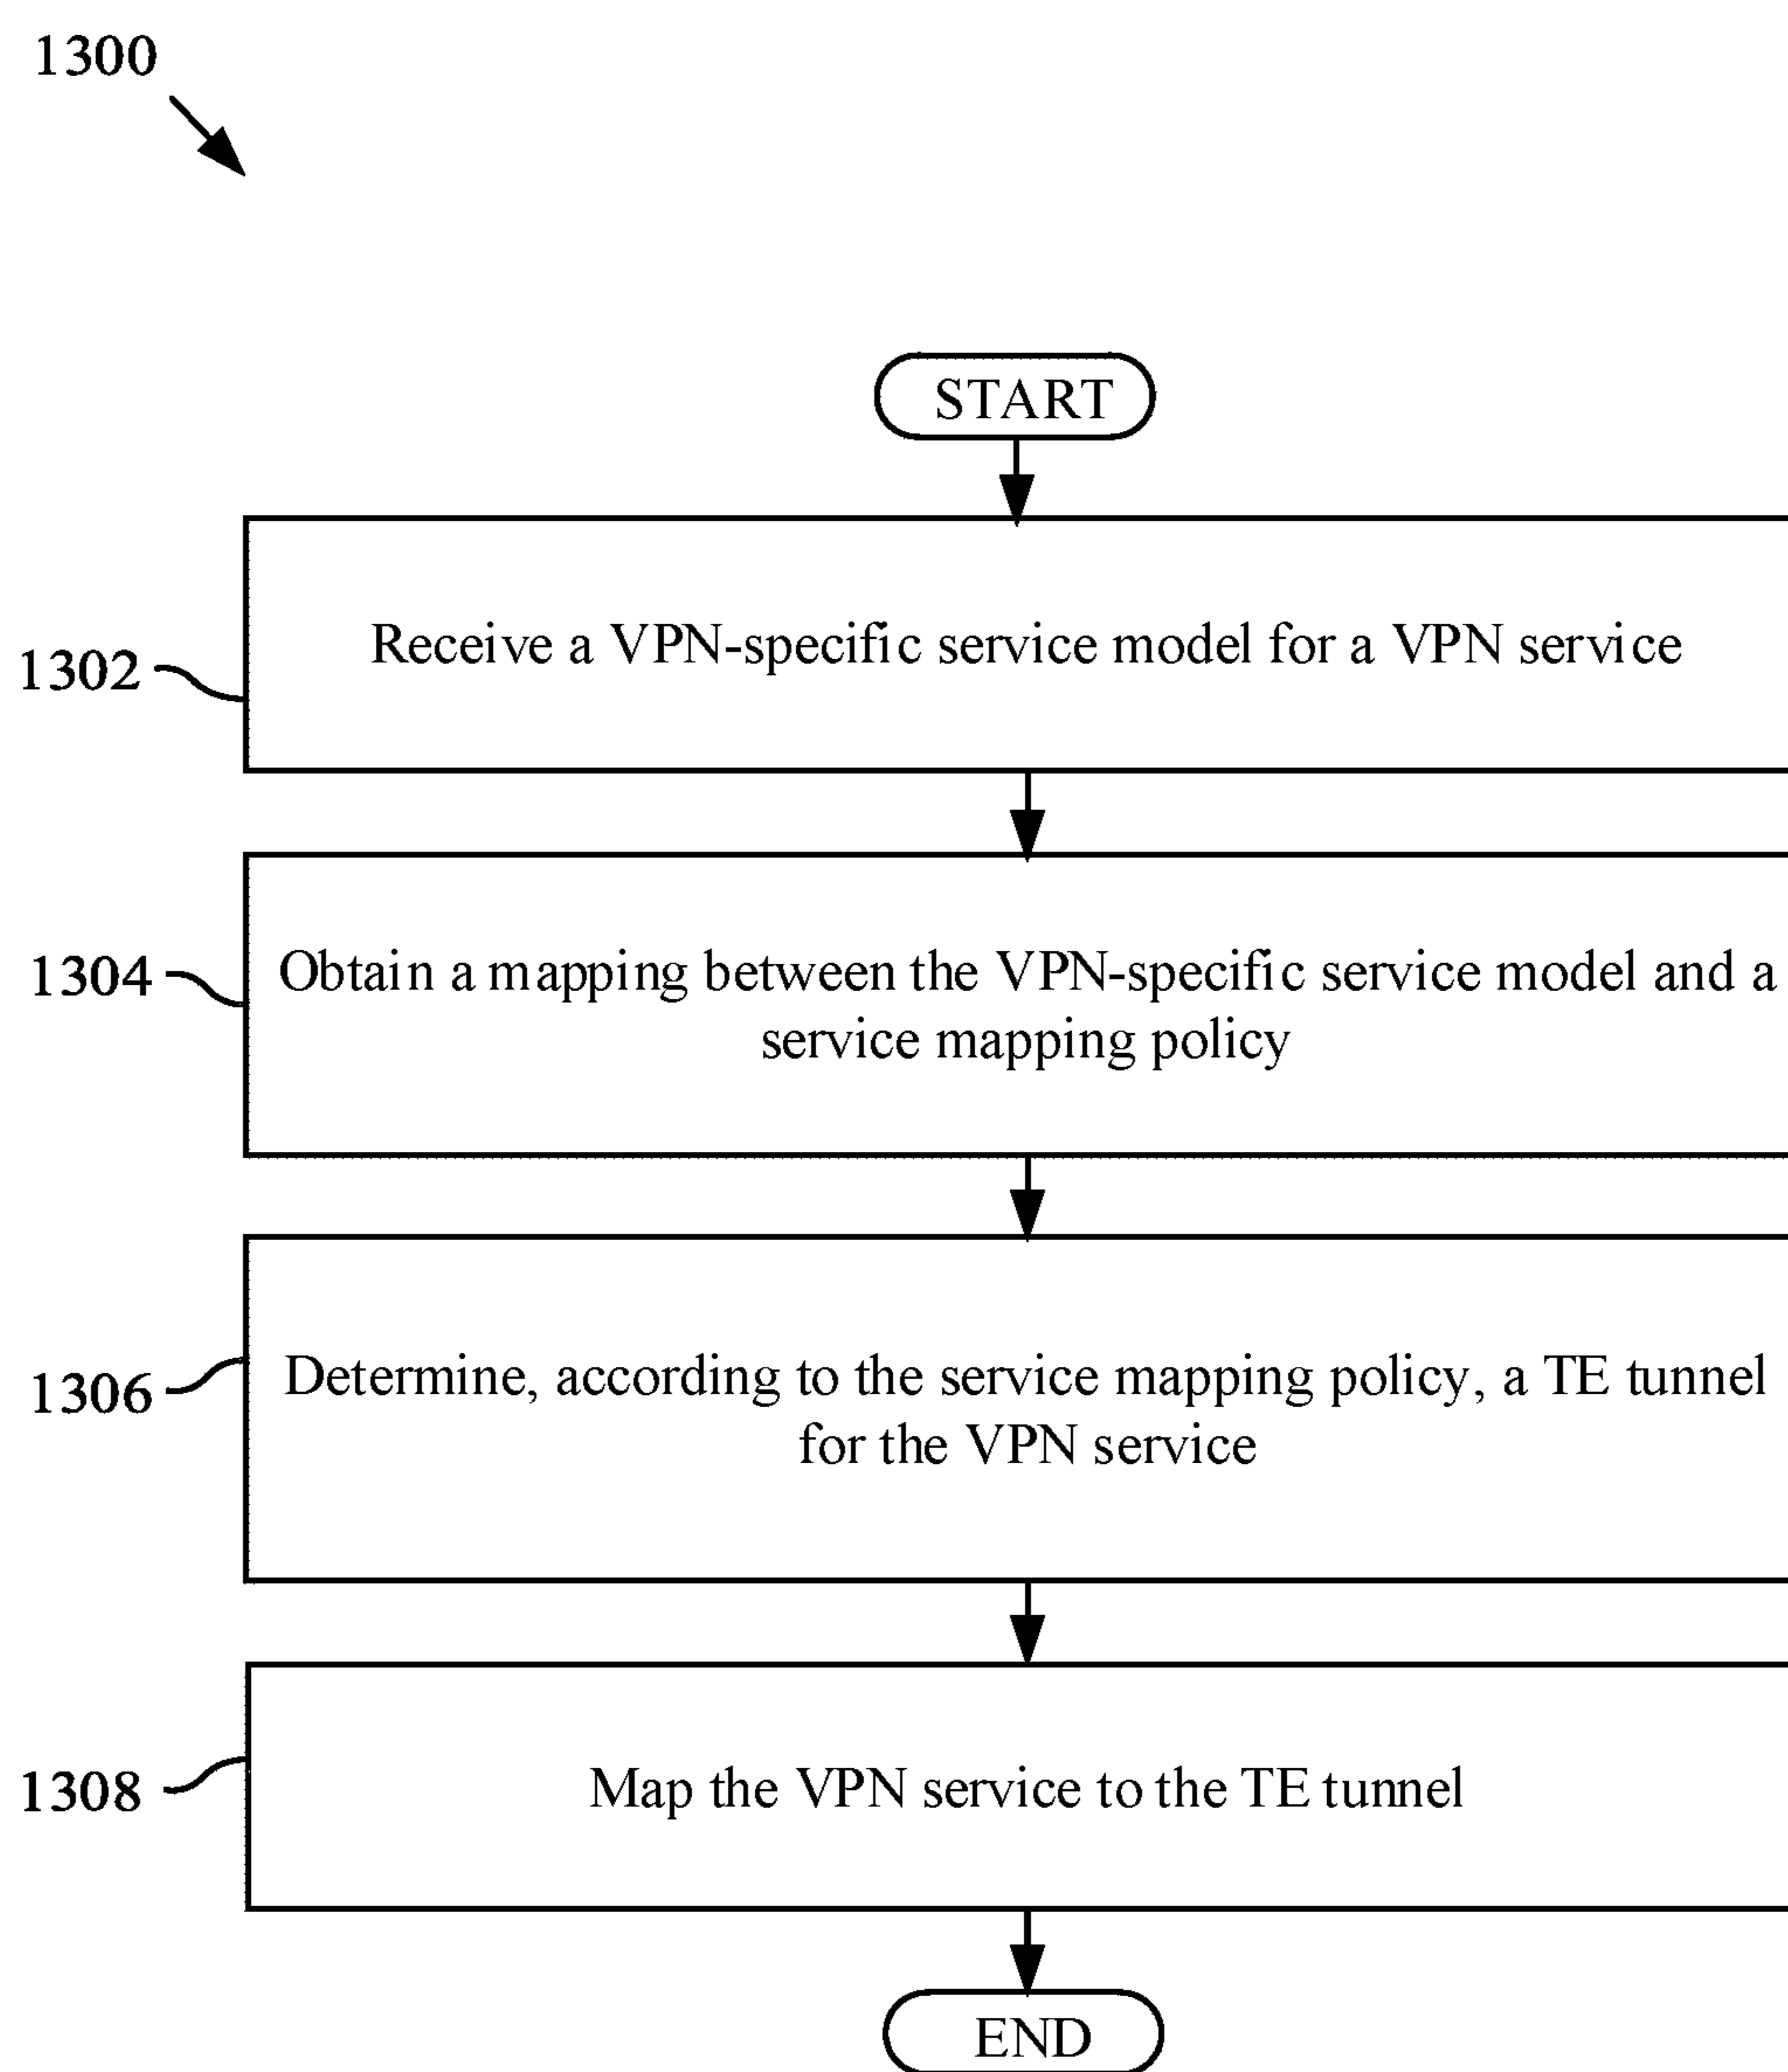 1300
START
1302
Receive a VPN-specific service model for a VPN service
1304
Obtain a mapping between the VPN-specific service model and a
service mapping policy
1306
Determine, according to the service mapping policy, a TE tunnel
for the VPN service
1308
Map the VPN service to the TE tunnel
END